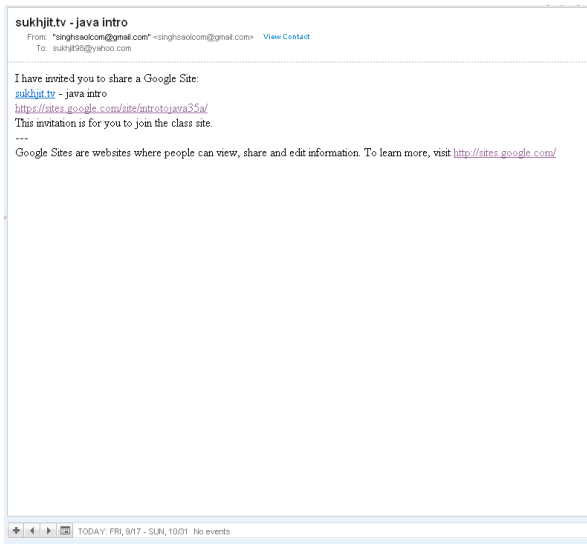 sukhjit.tv - java intro
From: "singhsaolcom@gmail.com" <singhsaolcom@gmail.com> View Contact
To: sukhjit98@yahoo.com
I have invited you to share a Google Site:
sukhjit.tv - java intro
https://sites.google.com/site/introtojava35a/
This invitation is for you to join the class site.
---
Google Sites are websites where people can view, share and edit information. To learn more, visit http://sites.google.com/
TODAY: FRI, 9/17 - SUN, 10/31 No events